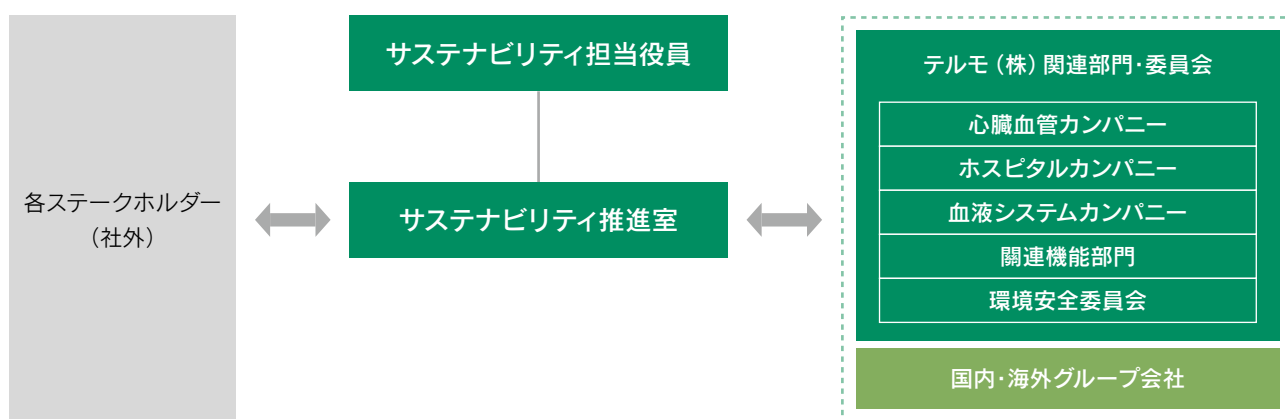 各ステークホルダー
（社外）
サステナビリティ担当役員
サステナビリティ推進室
テルモ（株）関連部門・委員会
心臓血管カンパニー
ホスピタルカンパニー
血液システムカンパニー
關連機能部門
環境安全委員会
国内・海外グループ会社